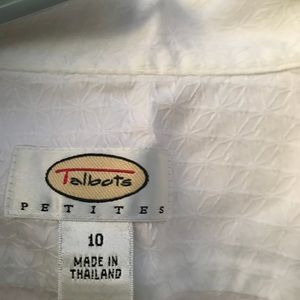 Talbots
PETITES
10
MADE IN
THAILAND